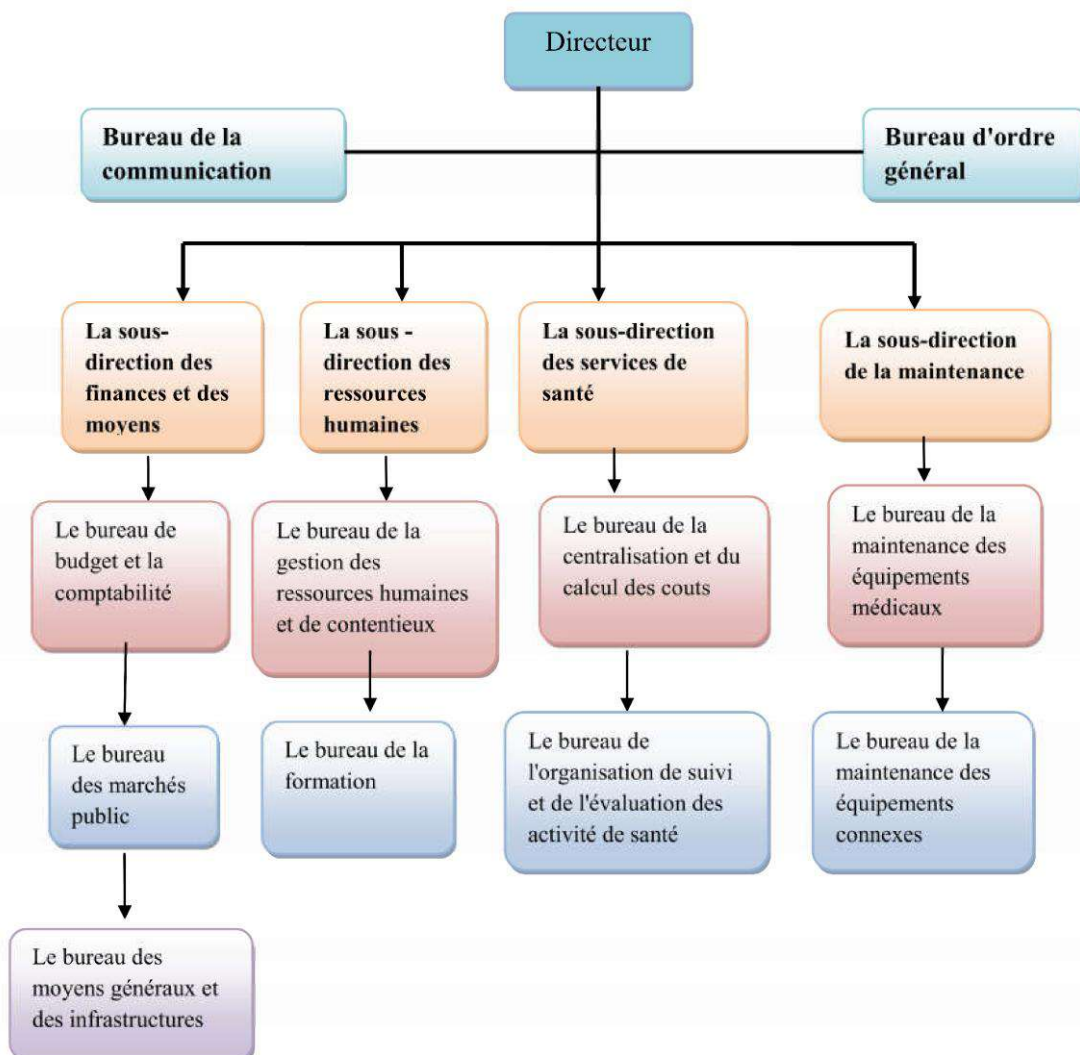 Directeur
Bureau de la
communication
Bureau d'ordre
général
La sous-
direction des
finances et des
moyens
La sous -
direction des
ressources
humaines
La sous-direction
des services de
santé
La sous-direction
de la maintenance
Le bureau de
budget et la
comptabilité
Le bureau de la
gestion des
ressources humaines
et de contentieux
Le bureau de la
centralisation et du
calcul des couts
Le bureau de la
maintenance des
équipements
médicaux
Le bureau
des marchés
public
Le bureau de la
formation
Le bureau de
l'organisation de suivi
et de l'évaluation des
activité de santé
Le bureau de la
maintenance des
équipements
connexes
Le bureau des
moyens généraux et
des infrastructures